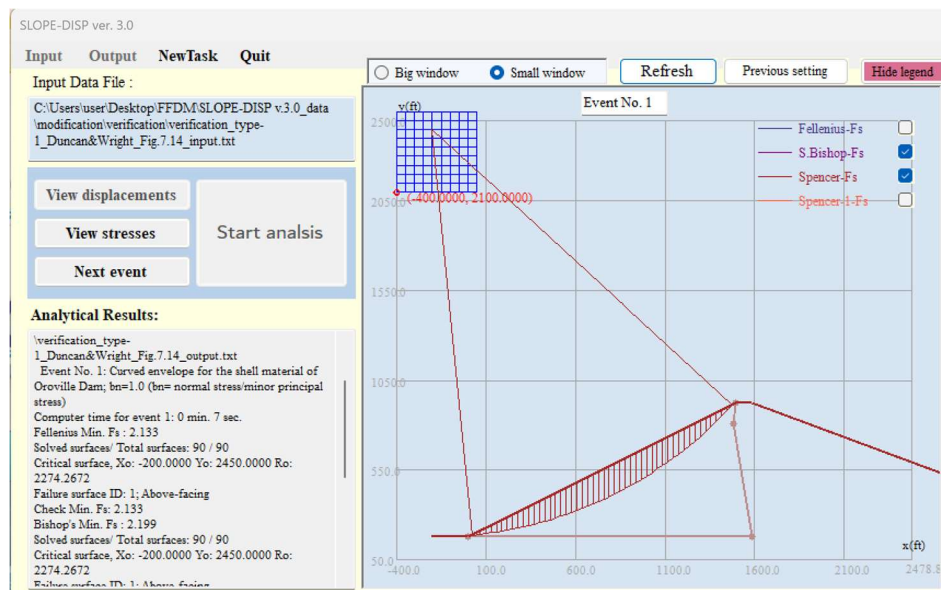 SLOPE-DISP ver. 3.0
Input Output NewTask Quit
Input Data File :
C:\Users\user\Desktop\FFDM\SLOPE-DISP v.3.0_data
\modification\verification\verification_type-
1_Duncan&Wright_Fig.7.14_input.txt
View displacements
View stresses
Next event
Start analsis
Analytical Results:
\verification_type-
1_Duncan&Wright_Fig.7.14_output.txt
Event No. 1: Curved envelope for the shell material of
Oroville Dam; bn=1.0 (bn= normal stress/minor principal
stress)
Computer time for event 1: 0 min. 7 sec.
Fellenius Min. Fs : 2.133
Solved surfaces/ Total surfaces: 90 / 90
Critical surface, Xo: -200.0000 Yo: 2450.0000 Ro:
2274.2672
Failure surface ID: 1; Above-facing
Check Min. Fs: 2.133
Bishop's Min. Fs : 2.199
Solved surfaces/ Total surfaces: 90 / 90
Critical surface, Xo: -200.0000 Yo: 2450.0000 Ro:
2274.2672
Failure surface ID: 1; Above-facing
Big window Small window Refresh Previous setting Hide legend
Event No. 1
y(ft)
2500.0
2050.0
1550.0
1050.0
550.0
50.0
(-400.0000, 2100.0000)
Fellenius-Fs
S.Bishop-Fs
Spencer-Fs
Spencer-1-Fs
x(ft)
-400.0 100.0 600.0 1100.0 1600.0 2100.0 2478.8